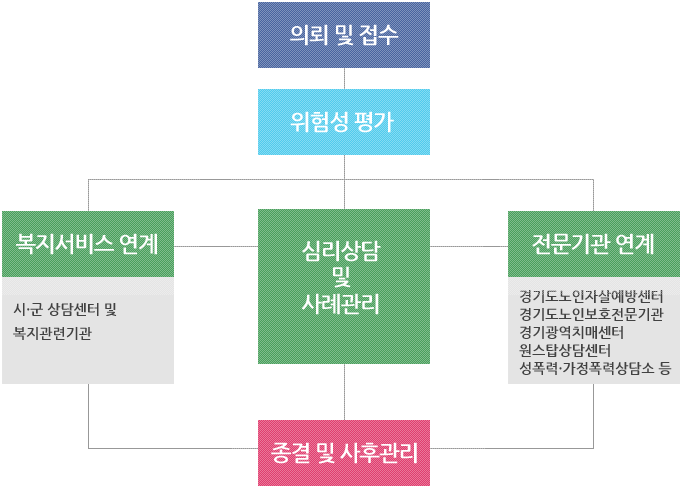 의뢰 및 접수
위험성 평가
복지서비스 연계
시·군 상담센터 및
복지관련기관
심리상담
및
사례관리
전문기관 연계
경기도노인자살예방센터
경기도노인보호전문기관
경기광역치매센터
원스탑상담센터
성폭력·가정폭력상담소 등
종결 및 사후관리